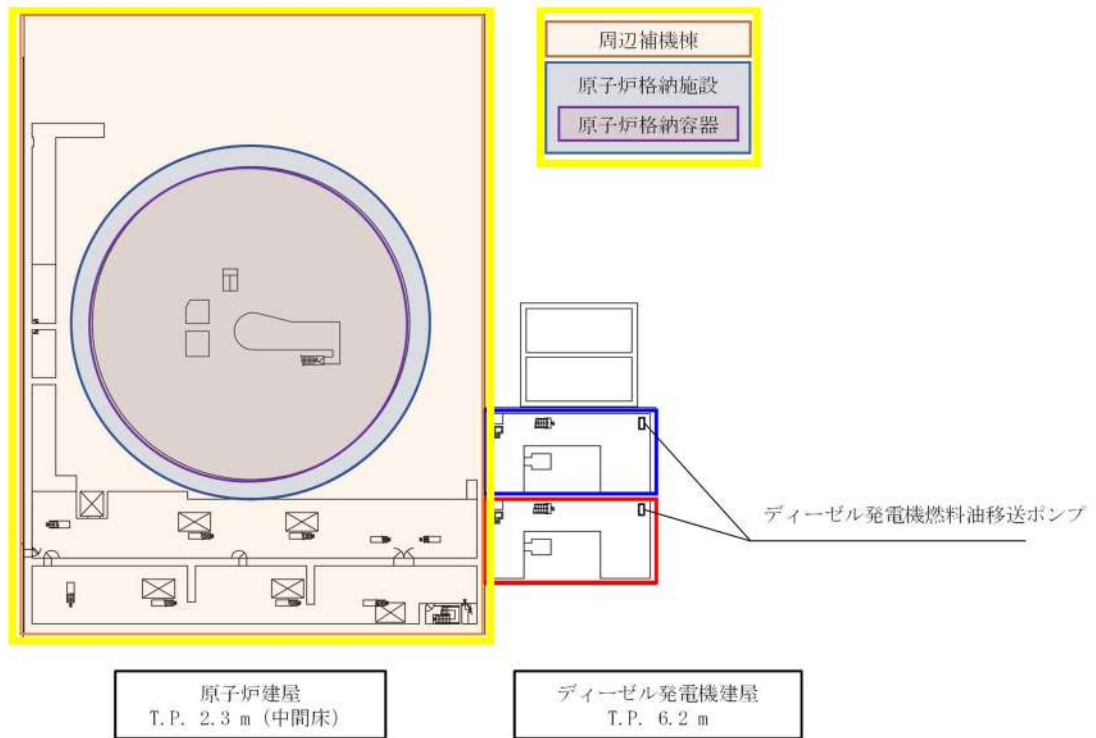 周辺補機棟
原子炉格納施設
原子炉格納容器
ディーゼル発電機燃料油移送ポンプ
原子炉建屋
T.P. 2.3 m (中間床)
ディーゼル発電機建屋
T.P. 6.2 m